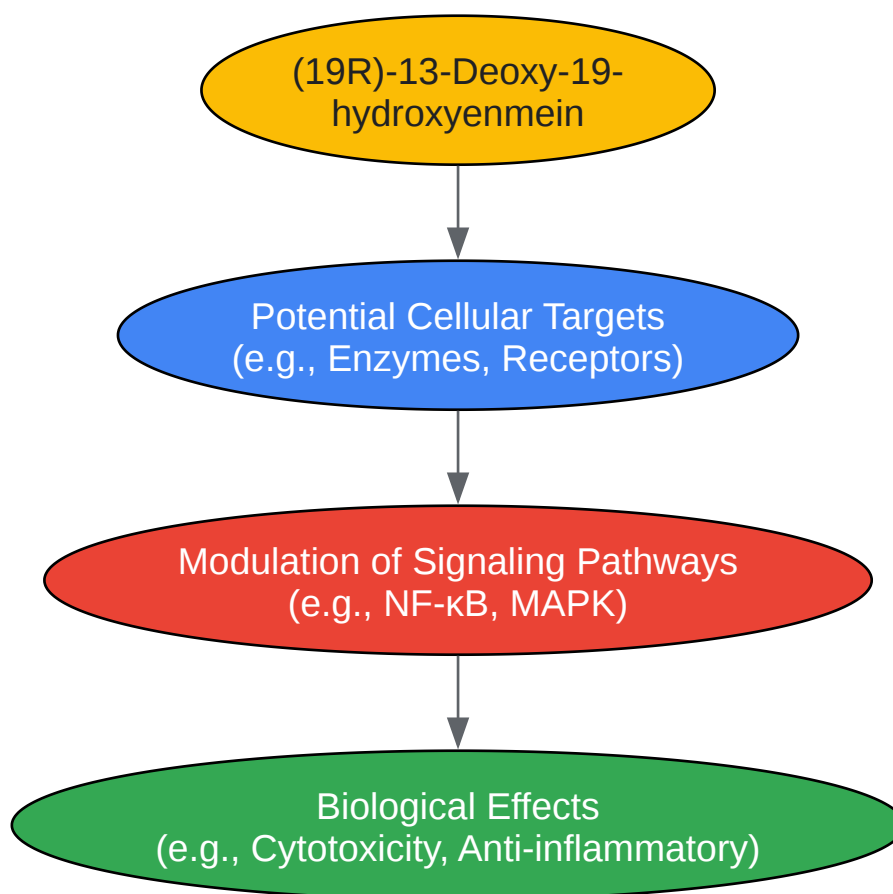 (19R)-13-Deoxy-19-
hydroxyenmein
Potential Cellular Targets
(e.g., Enzymes, Receptors)
Modulation of Signaling Pathways
(e.g., NF-κB, MAPK)
Biological Effects
(e.g., Cytotoxicity, Anti-inflammatory)